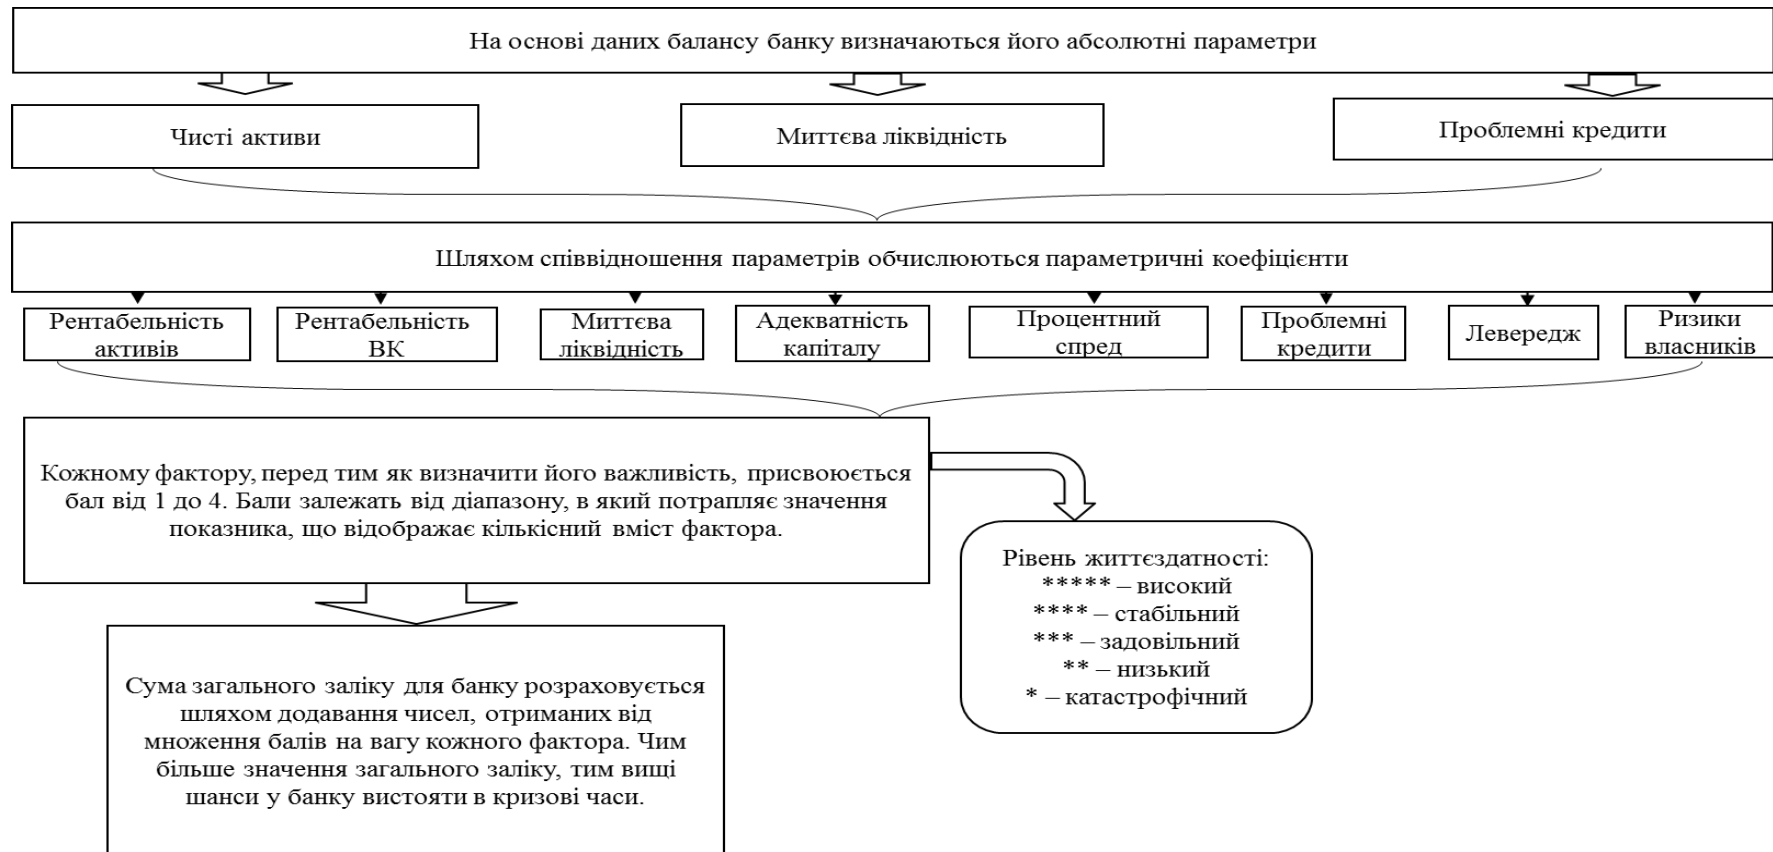 На основі даних балансу банку визначаються його абсолютні параметри
Чисті активи
Миттєва ліквідність
Проблемні кредити
Шляхом співвідношення параметрів обчислюються параметричні коефіцієнти
Рентабельність
активів
Рентабельність
ВК
Миттєва
ліквідність
Адекватність
капіталу
Процентний
спред
Проблемні
кредити
Левередж
Ризики
власників
Кожному фактору, перед тим як визначити його важливість, присвоюється
бал від 1 до 4. Бали залежать від діапазону, в який потрапляє значення
показника, що відображає кількісний вміст фактора.
Рівень життєздатності:
***** – високий
**** – стабільний
*** – задовільний
** – низький
* – катастрофічний
Сума загального заліку для банку розраховується
шляхом додавання чисел, отриманих від
множення балів на вагу кожного фактора. Чим
більше значення загального заліку, тим вищі
шанси у банку вистояти в кризові часи.